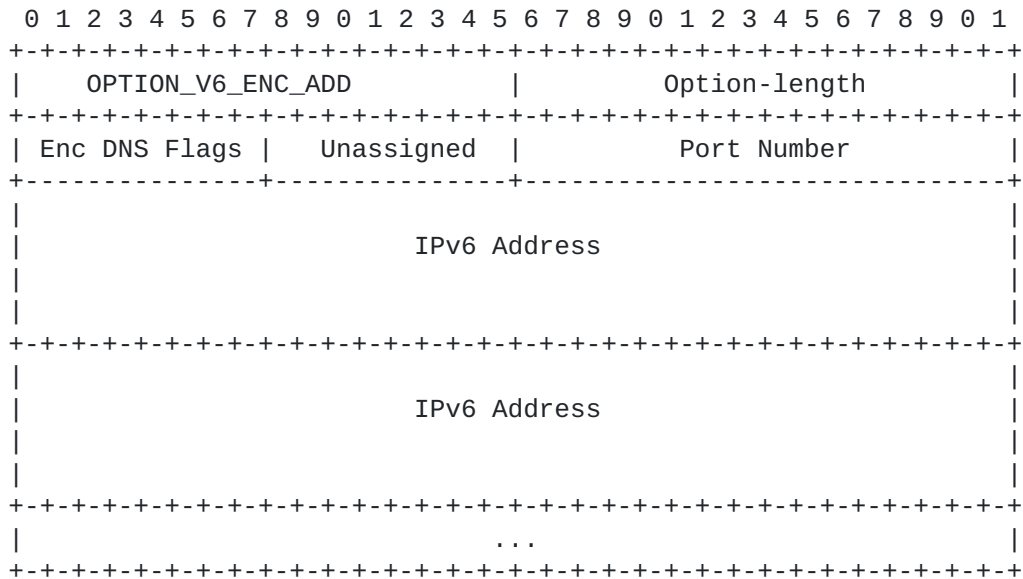 0 1 2 3 4 5 6 7 8 9 0 1 2 3 4 5 6 7 8 9 0 1 2 3 4 5 6 7 8 9 0 1
+-+-+-+-+-+-+-+-+-+-+-+-+-+-+-+-+-+-+-+-+-+-+-+-+-+-+-+-+-+-+-+-+
|    OPTION_V6_ENC_ADD          |         Option-length         |
+-+-+-+-+-+-+-+-+-+-+-+-+-+-+-+-+-+-+-+-+-+-+-+-+-+-+-+-+-+-+-+-+
| Enc DNS Flags |   Unassigned  |          Port Number          |
+---------------+---------------+-------------------------------+
|                                                               |
|                         IPv6 Address                          |
|                                                               |
|                                                               |
+-+-+-+-+-+-+-+-+-+-+-+-+-+-+-+-+-+-+-+-+-+-+-+-+-+-+-+-+-+-+-+-+
|                                                               |
|                         IPv6 Address                          |
|                                                               |
|                                                               |
+-+-+-+-+-+-+-+-+-+-+-+-+-+-+-+-+-+-+-+-+-+-+-+-+-+-+-+-+-+-+-+-+
|                              ...                              |
+-+-+-+-+-+-+-+-+-+-+-+-+-+-+-+-+-+-+-+-+-+-+-+-+-+-+-+-+-+-+-+-+